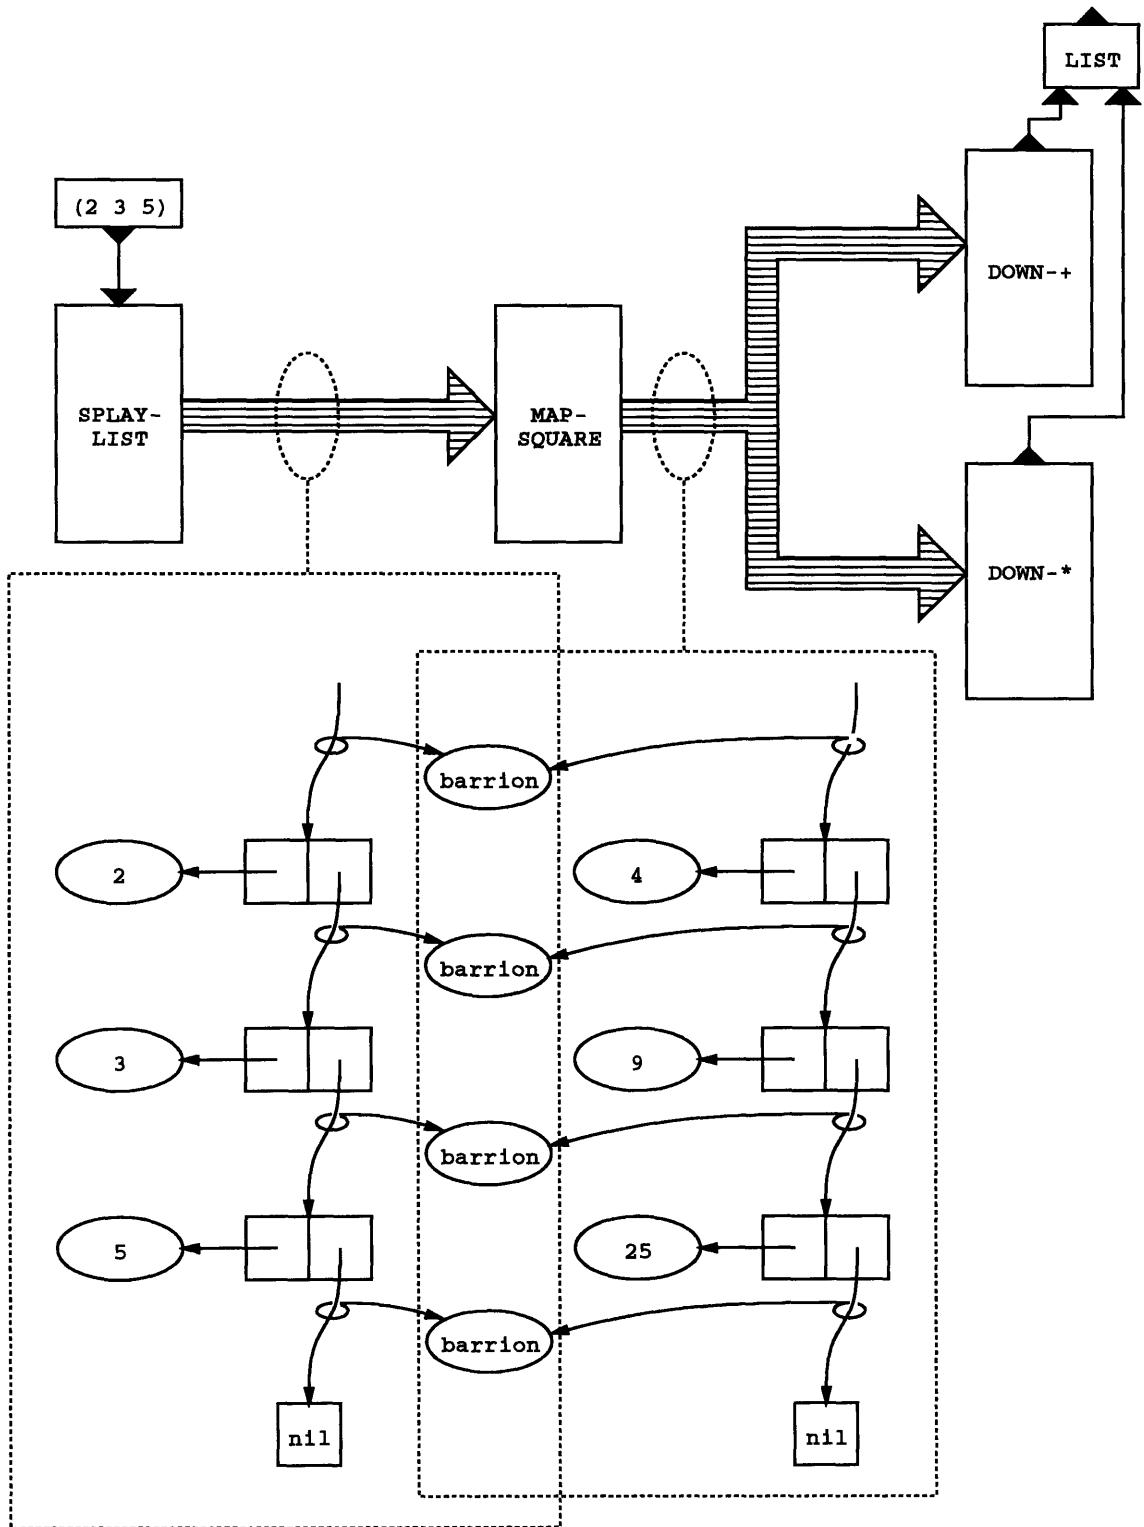 LIST
(2 3 5)
DOWN-+
SPLAY-
LIST
MAP-
SQUARE
DOWN-*
barrion
2
4
barrion
3
9
barrion
5
25
barrion
nil
nil